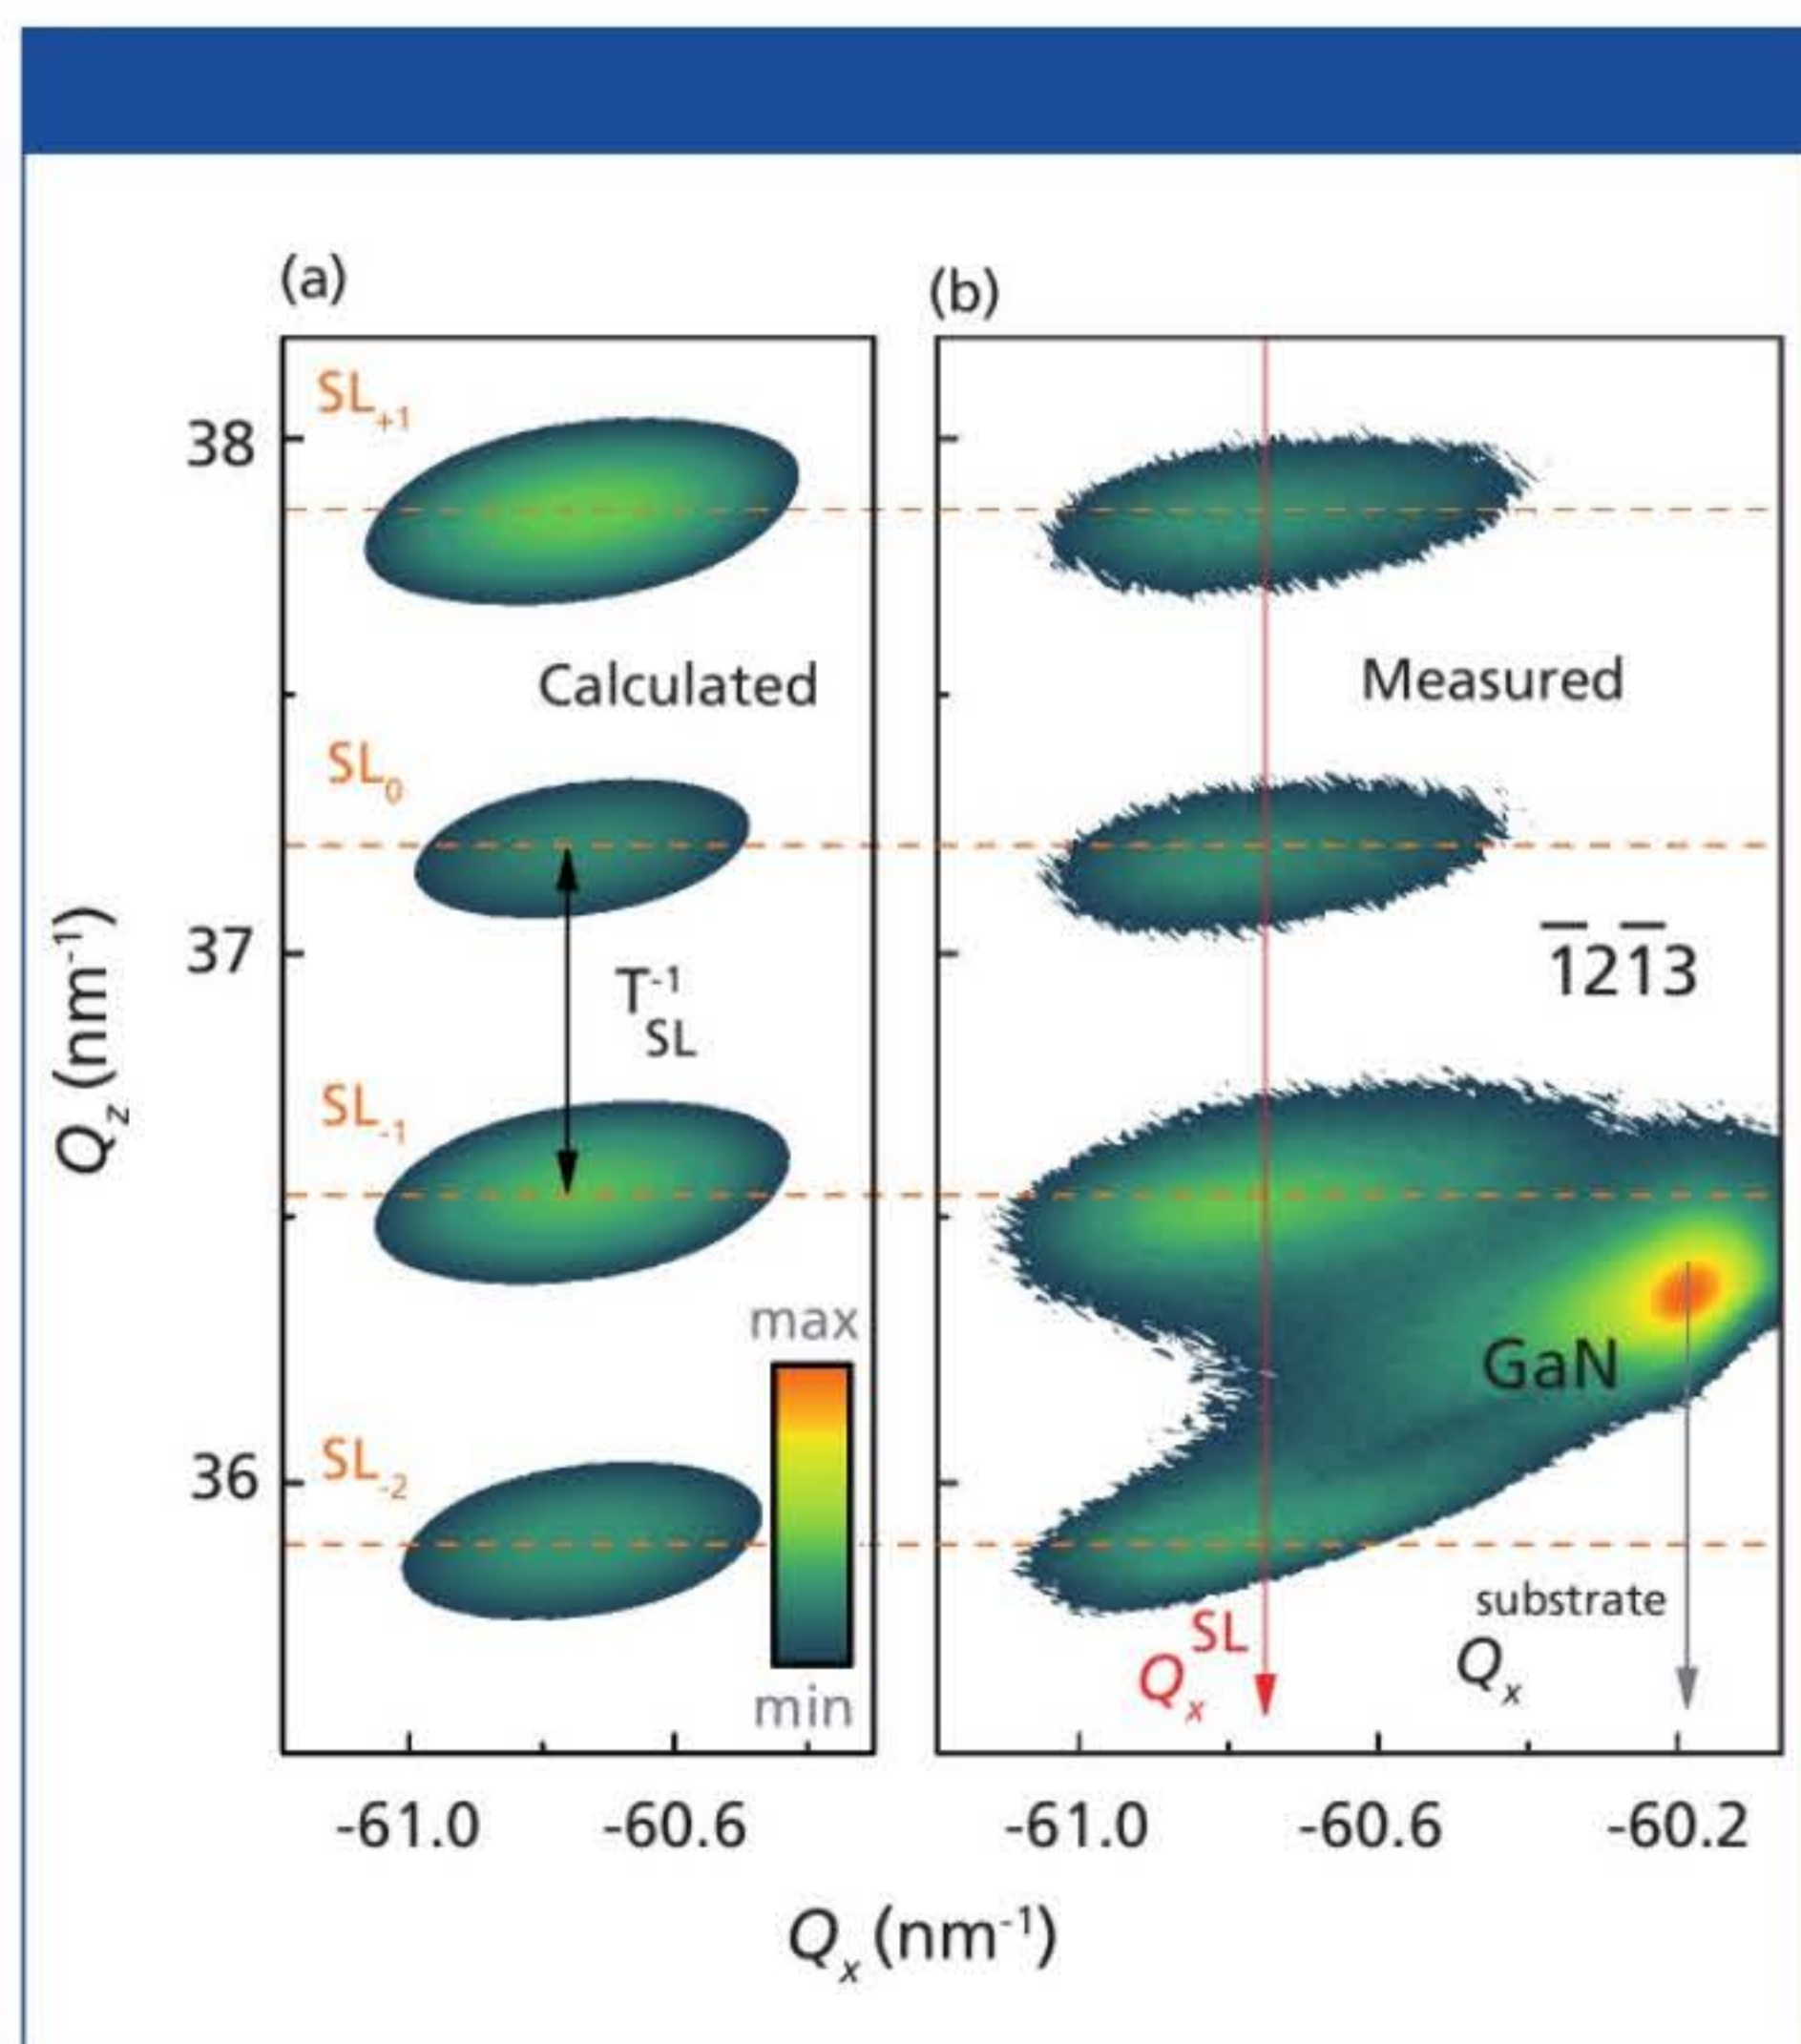 (a)
(b)
SL+1
38
Calculated
Measured
SL0
37
T-1
SL
1̅21̅3
SL-1
Qz (nm-1)
max
GaN
SL-2
36
substrate
Qx
SL
Qx
min
-61.0
-60.6
-61.0
-60.6
-60.2
Qx (nm-1)